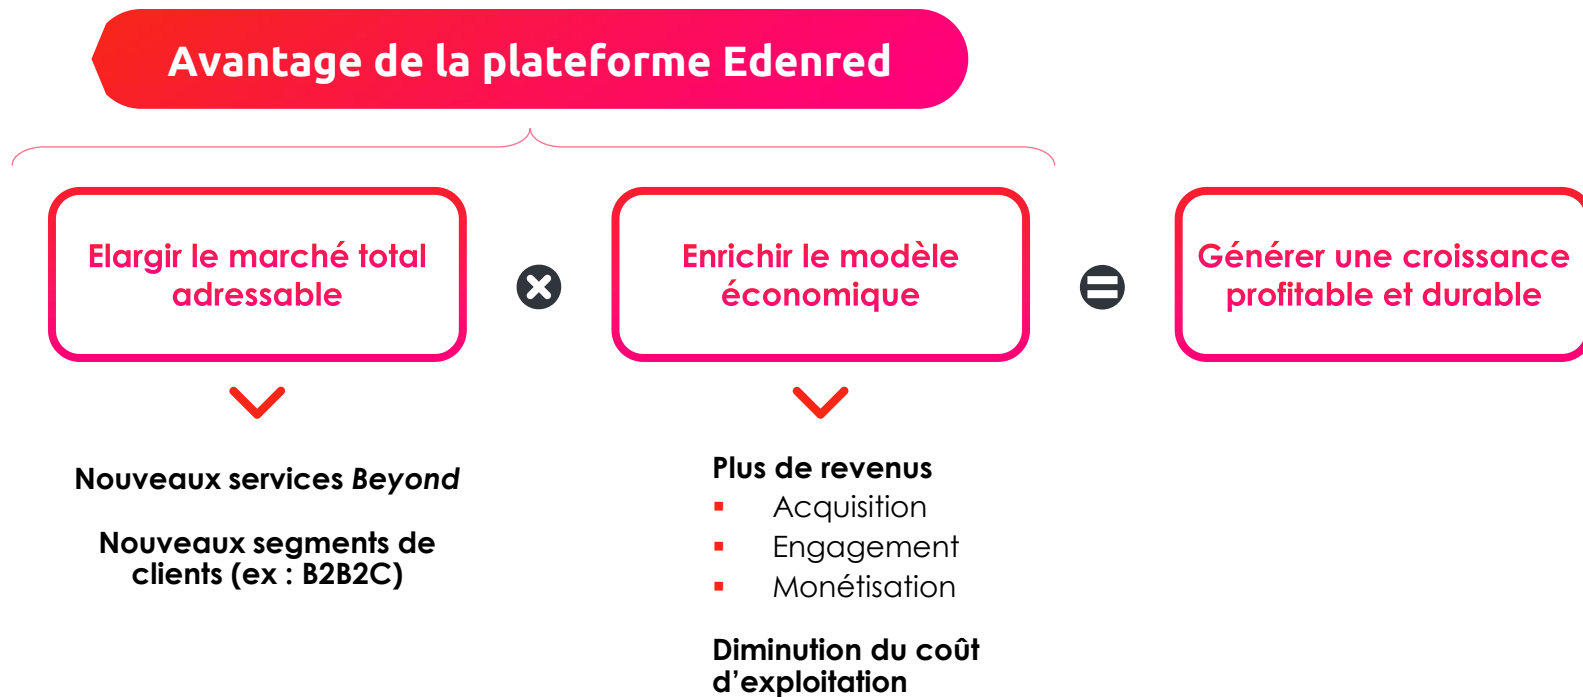 Avantage de la plateforme Edenred
Elargir le marché total
adressable
Enrichir le modèle
économique
Générer une croissance
profitable et durable
Nouveaux services Beyond
Nouveaux segments de
clients (ex : B2B2C)
Plus de revenus
Acquisition
Engagement
Monétisation
Diminution du coût
d’exploitation